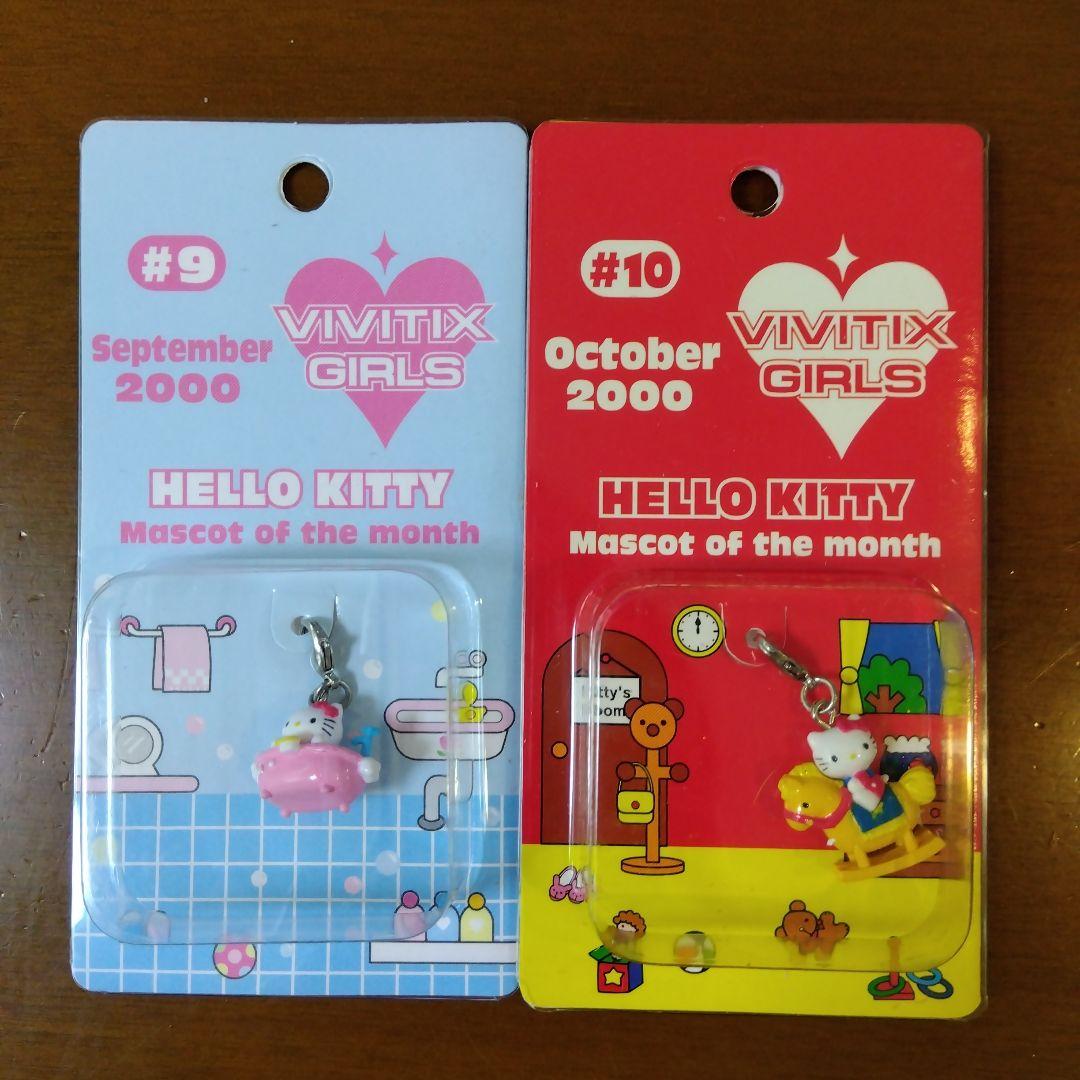 #9
September
2000
VIVITIX
GIRLS
HELLO KITTY
Mascot of the month
#10
October
2000
VIVITIX
GIRLS
HELLO KITTY
Mascot of the month